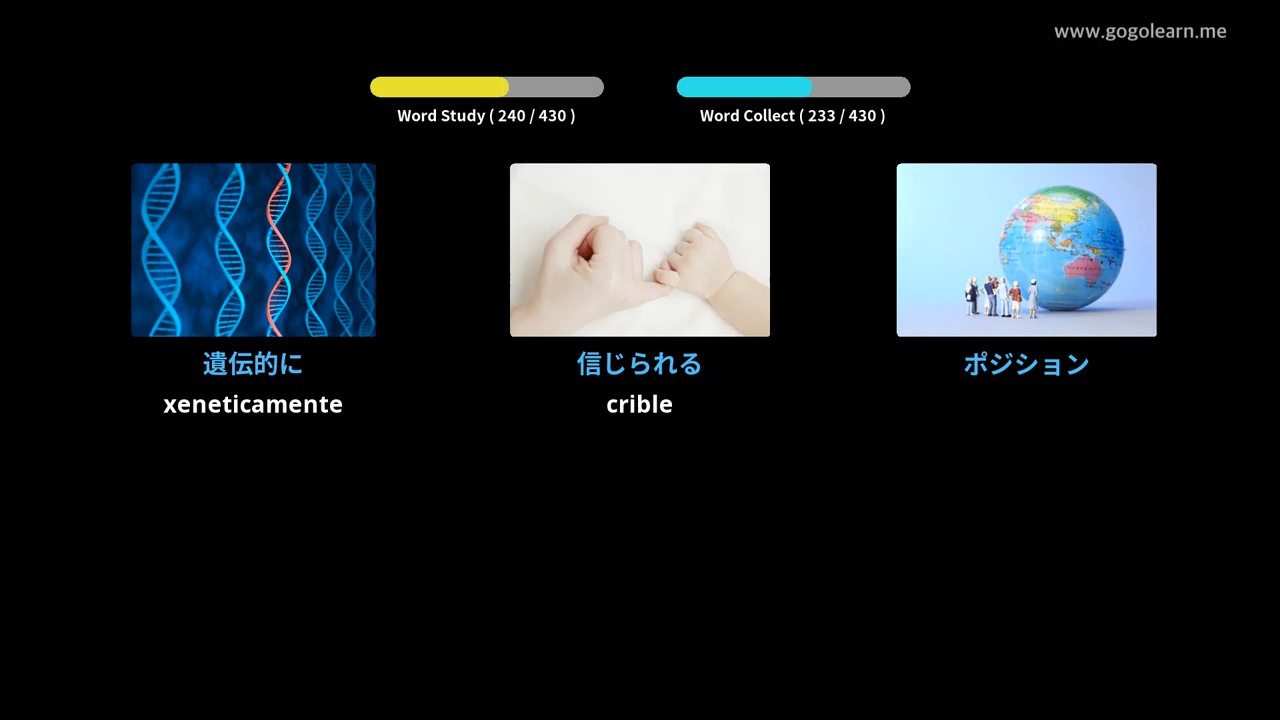 www.gogolearn.me
Word Study ( 240 / 430 )
Word Collect ( 233 / 430 )
遺伝的に
信じられる
ポジション
xeneticamente
crible